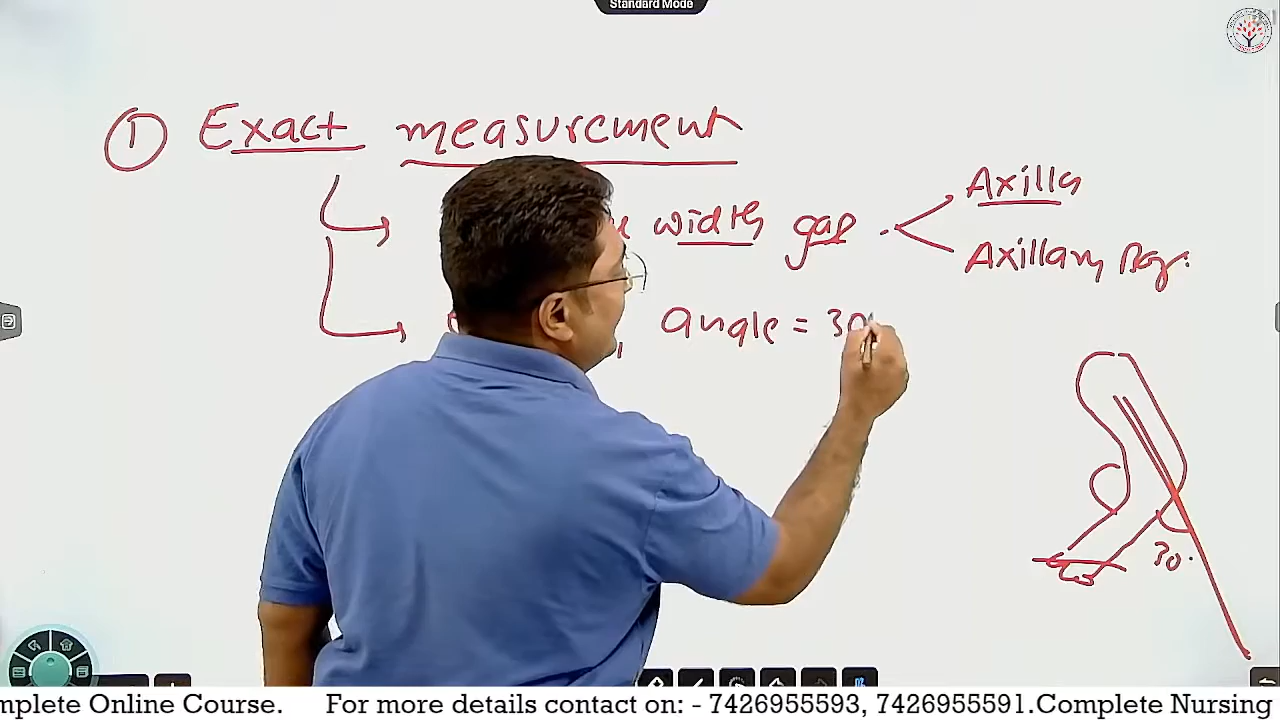 Standard Mode
① Exact measurement
width gap
Axilla
Axillary
angle = 30
30°
mplete Online Course. For more details contact on: - 7426955593, 7426955591.Complete Nursing